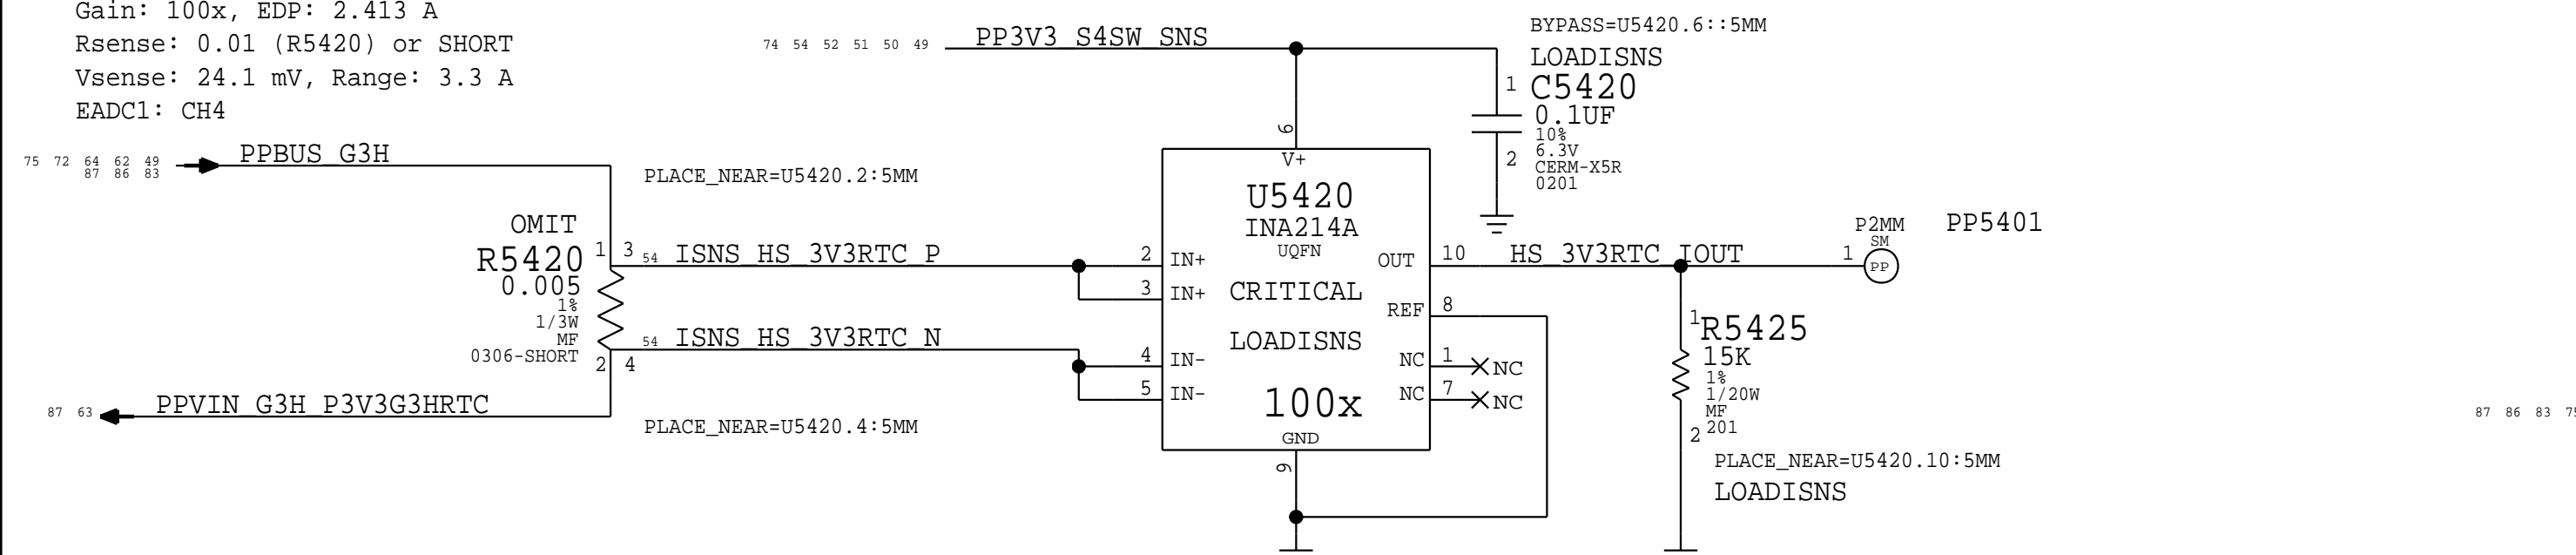 Gain: 100x, EDP: 2.413 A
Rsense: 0.01 (R5420) or SHORT
Vsense: 24.1 mV, Range: 3.3 A
EADC1: CH4
75 72 64 62 49
87 86 83
PPBUS_G3H
PLACE_NEAR=U5420.2:5MM
OMIT
R5420
0.005
1%
1/3W
MF
0306-SHORT
1 3
2 4
54 ISNS_HS_3V3RTC_P
54 ISNS_HS_3V3RTC_N
87 63
PPVIN_G3H_P3V3G3HRTC
PLACE_NEAR=U5420.4:5MM
74 54 52 51 50 49
PP3V3_S4SW_SNS
6
V+
U5420
INA214A
UQFN
CRITICAL
LOADISNS
100x
GND
9
2 IN+
3 IN+
4 IN-
5 IN-
OUT 10
REF 8
NC 1 NC
NC 7 NC
BYPASS=U5420.6::5MM
LOADISNS
1 C5420
0.1UF
10%
6.3V
2 CERM-X5R
0201
HS_3V3RTC_IOUT
P2MM
SM
1 PP
PP5401
1 R5425
15K
1%
1/20W
MF
2 201
PLACE_NEAR=U5420.10:5MM
LOADISNS
87 86 83